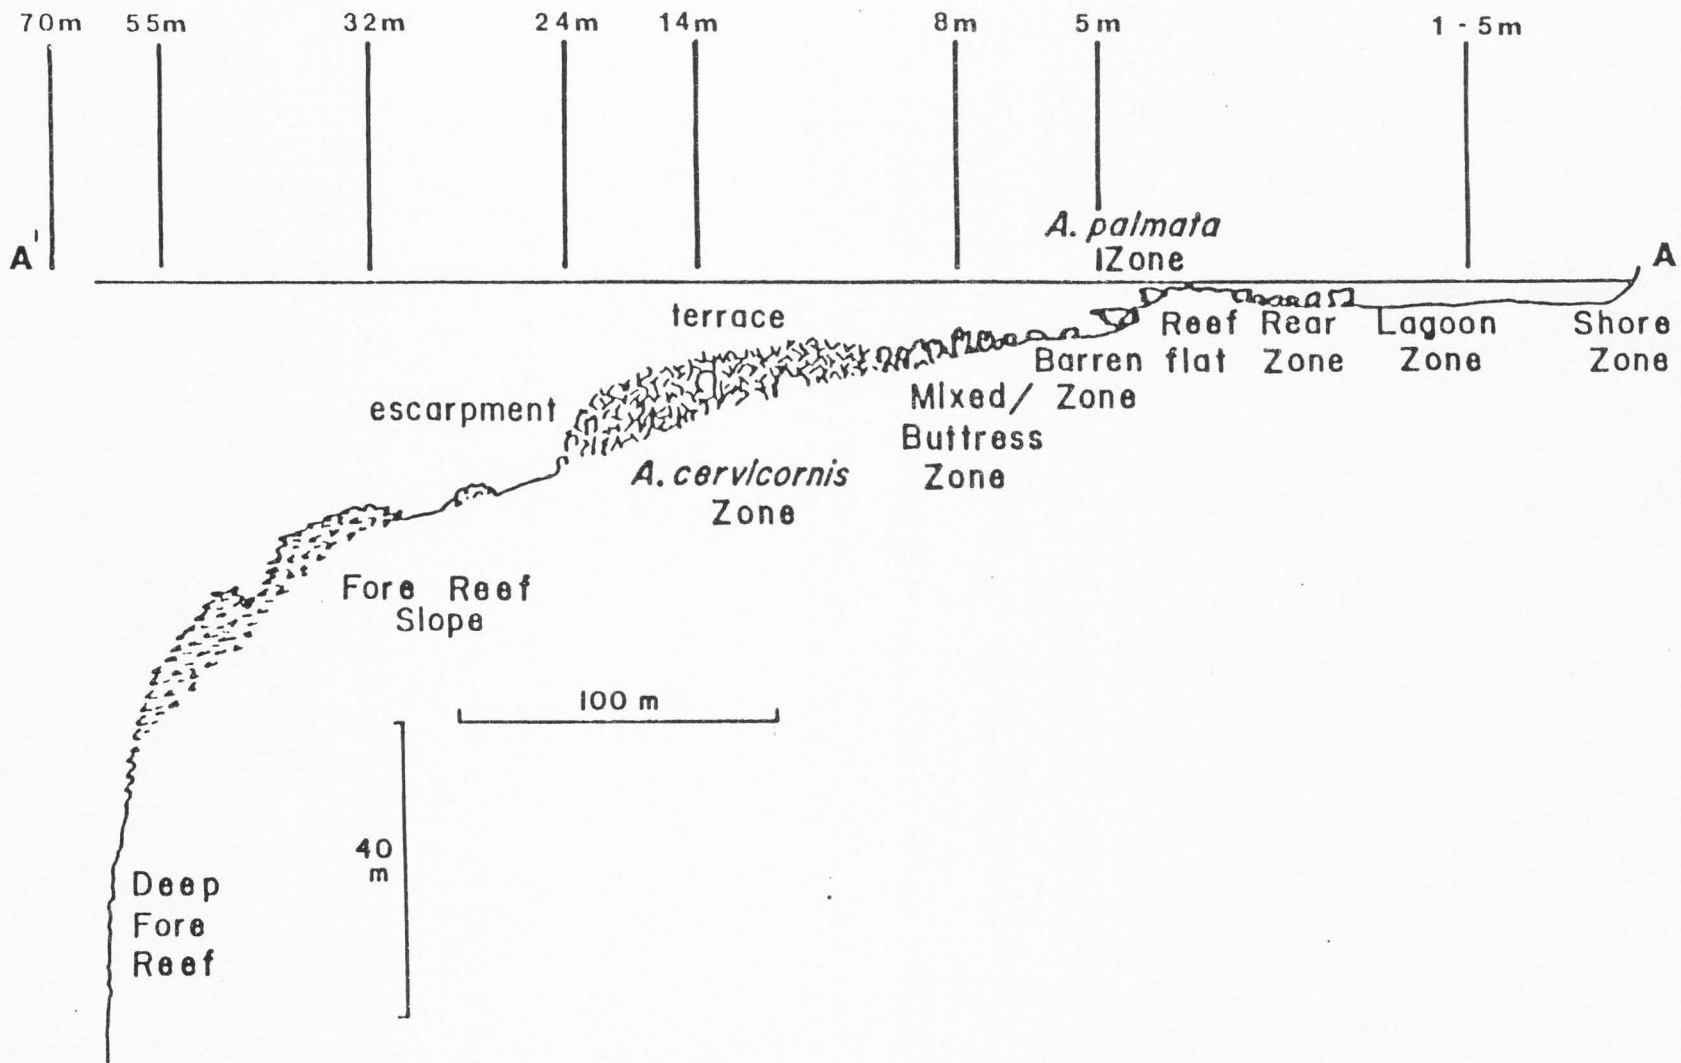 70m 55m 32m 24m 14m 8m 5m 1 - 5m
A. palmata
Zone
A' A
terrace
Reef Rear Lagoon Shore
Barren flat Zone Zone Zone
Mixed/ Zone
escarpment
Buttress
Zone
A. cervicornis
Zone
Fore Reef
Slope
100 m
40
m
Deep
Fore
Reef